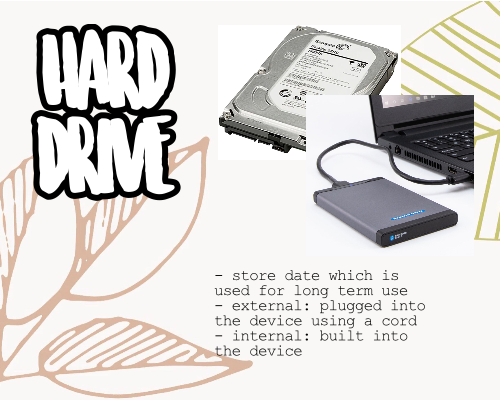 HARD
DRIVE
- store date which is
used for long term use
- external: plugged into
the device using a cord
- internal: built into
the device